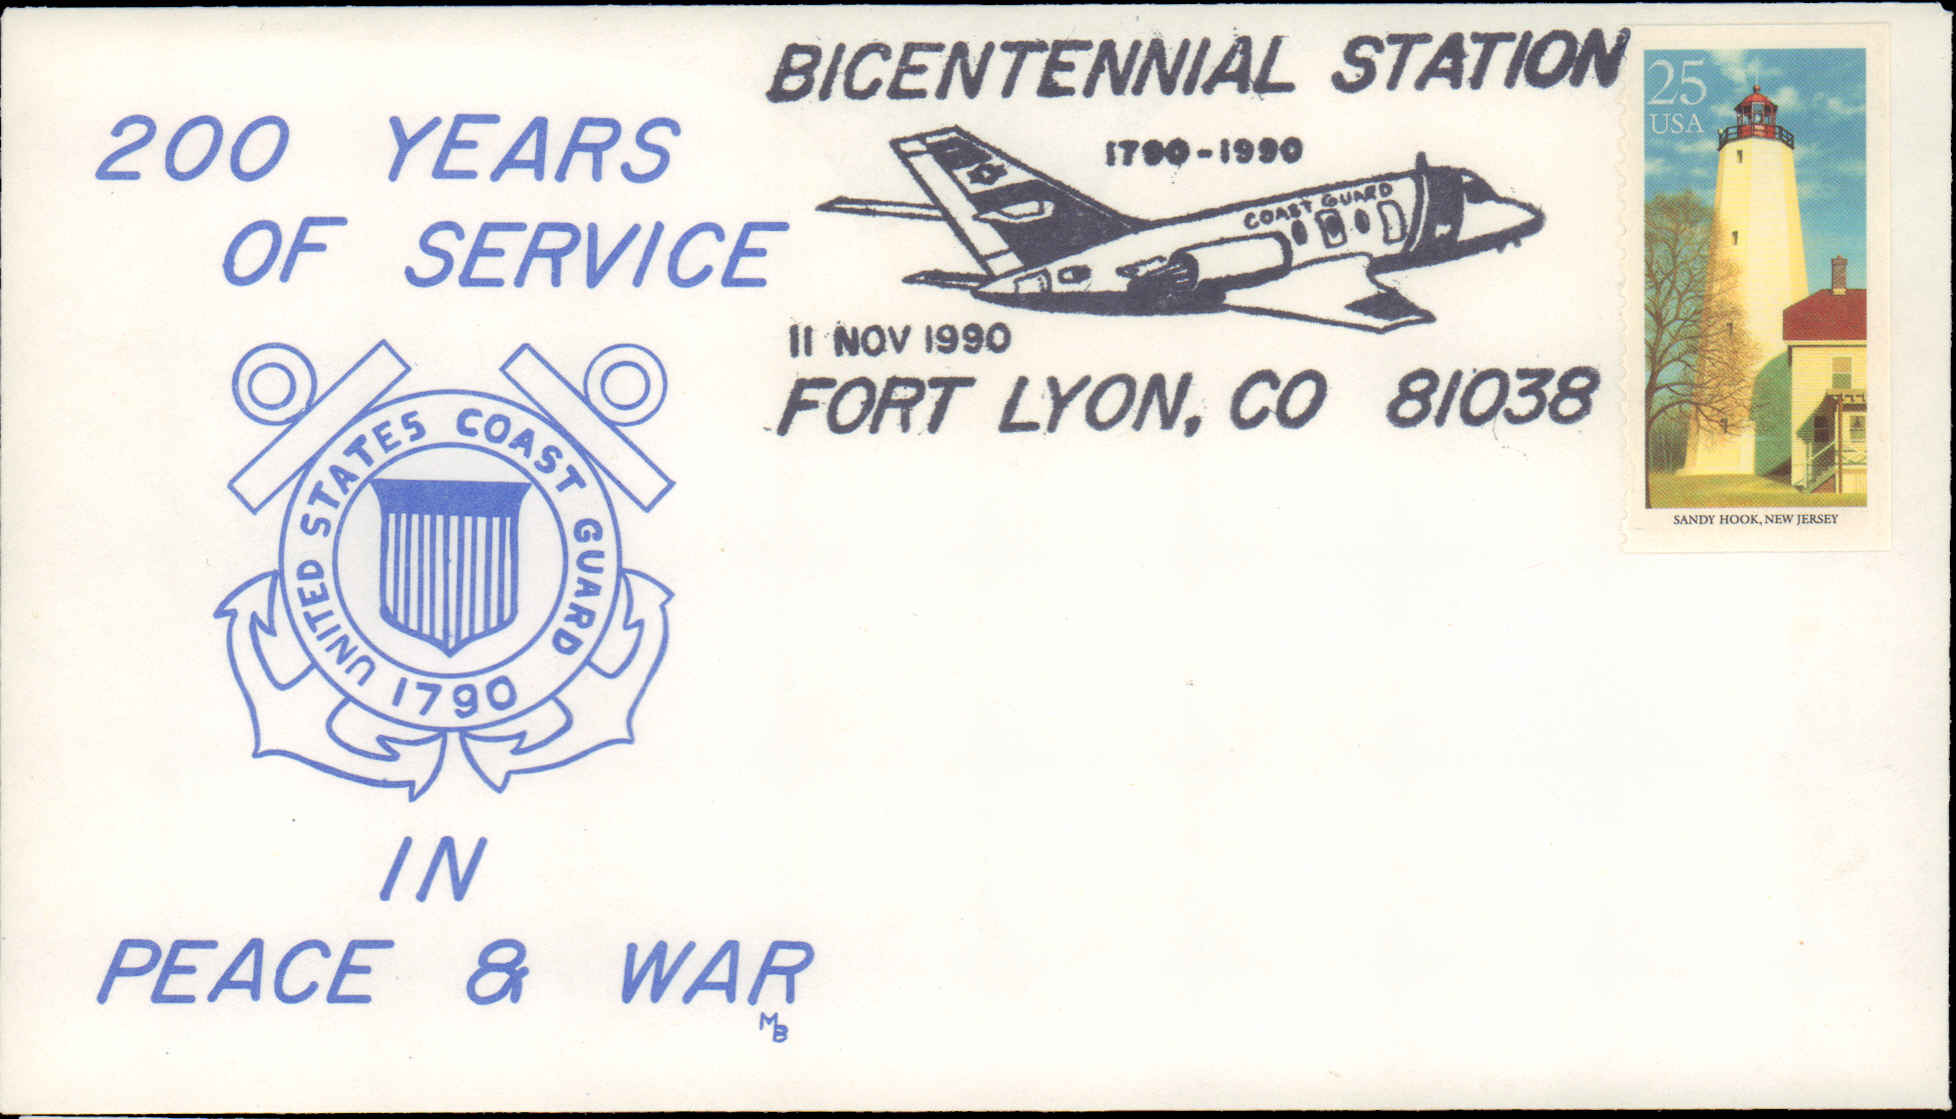 200 YEARS
OF SERVICE
UNITED STATES COAST GUARD
1790
IN
PEACE & WAR
MB
BICENTENNIAL STATION
1790-1990
COAST GUARD
11 NOV 1990
FORT LYON, CO 81038
25
USA
SANDY HOOK, NEW JERSEY